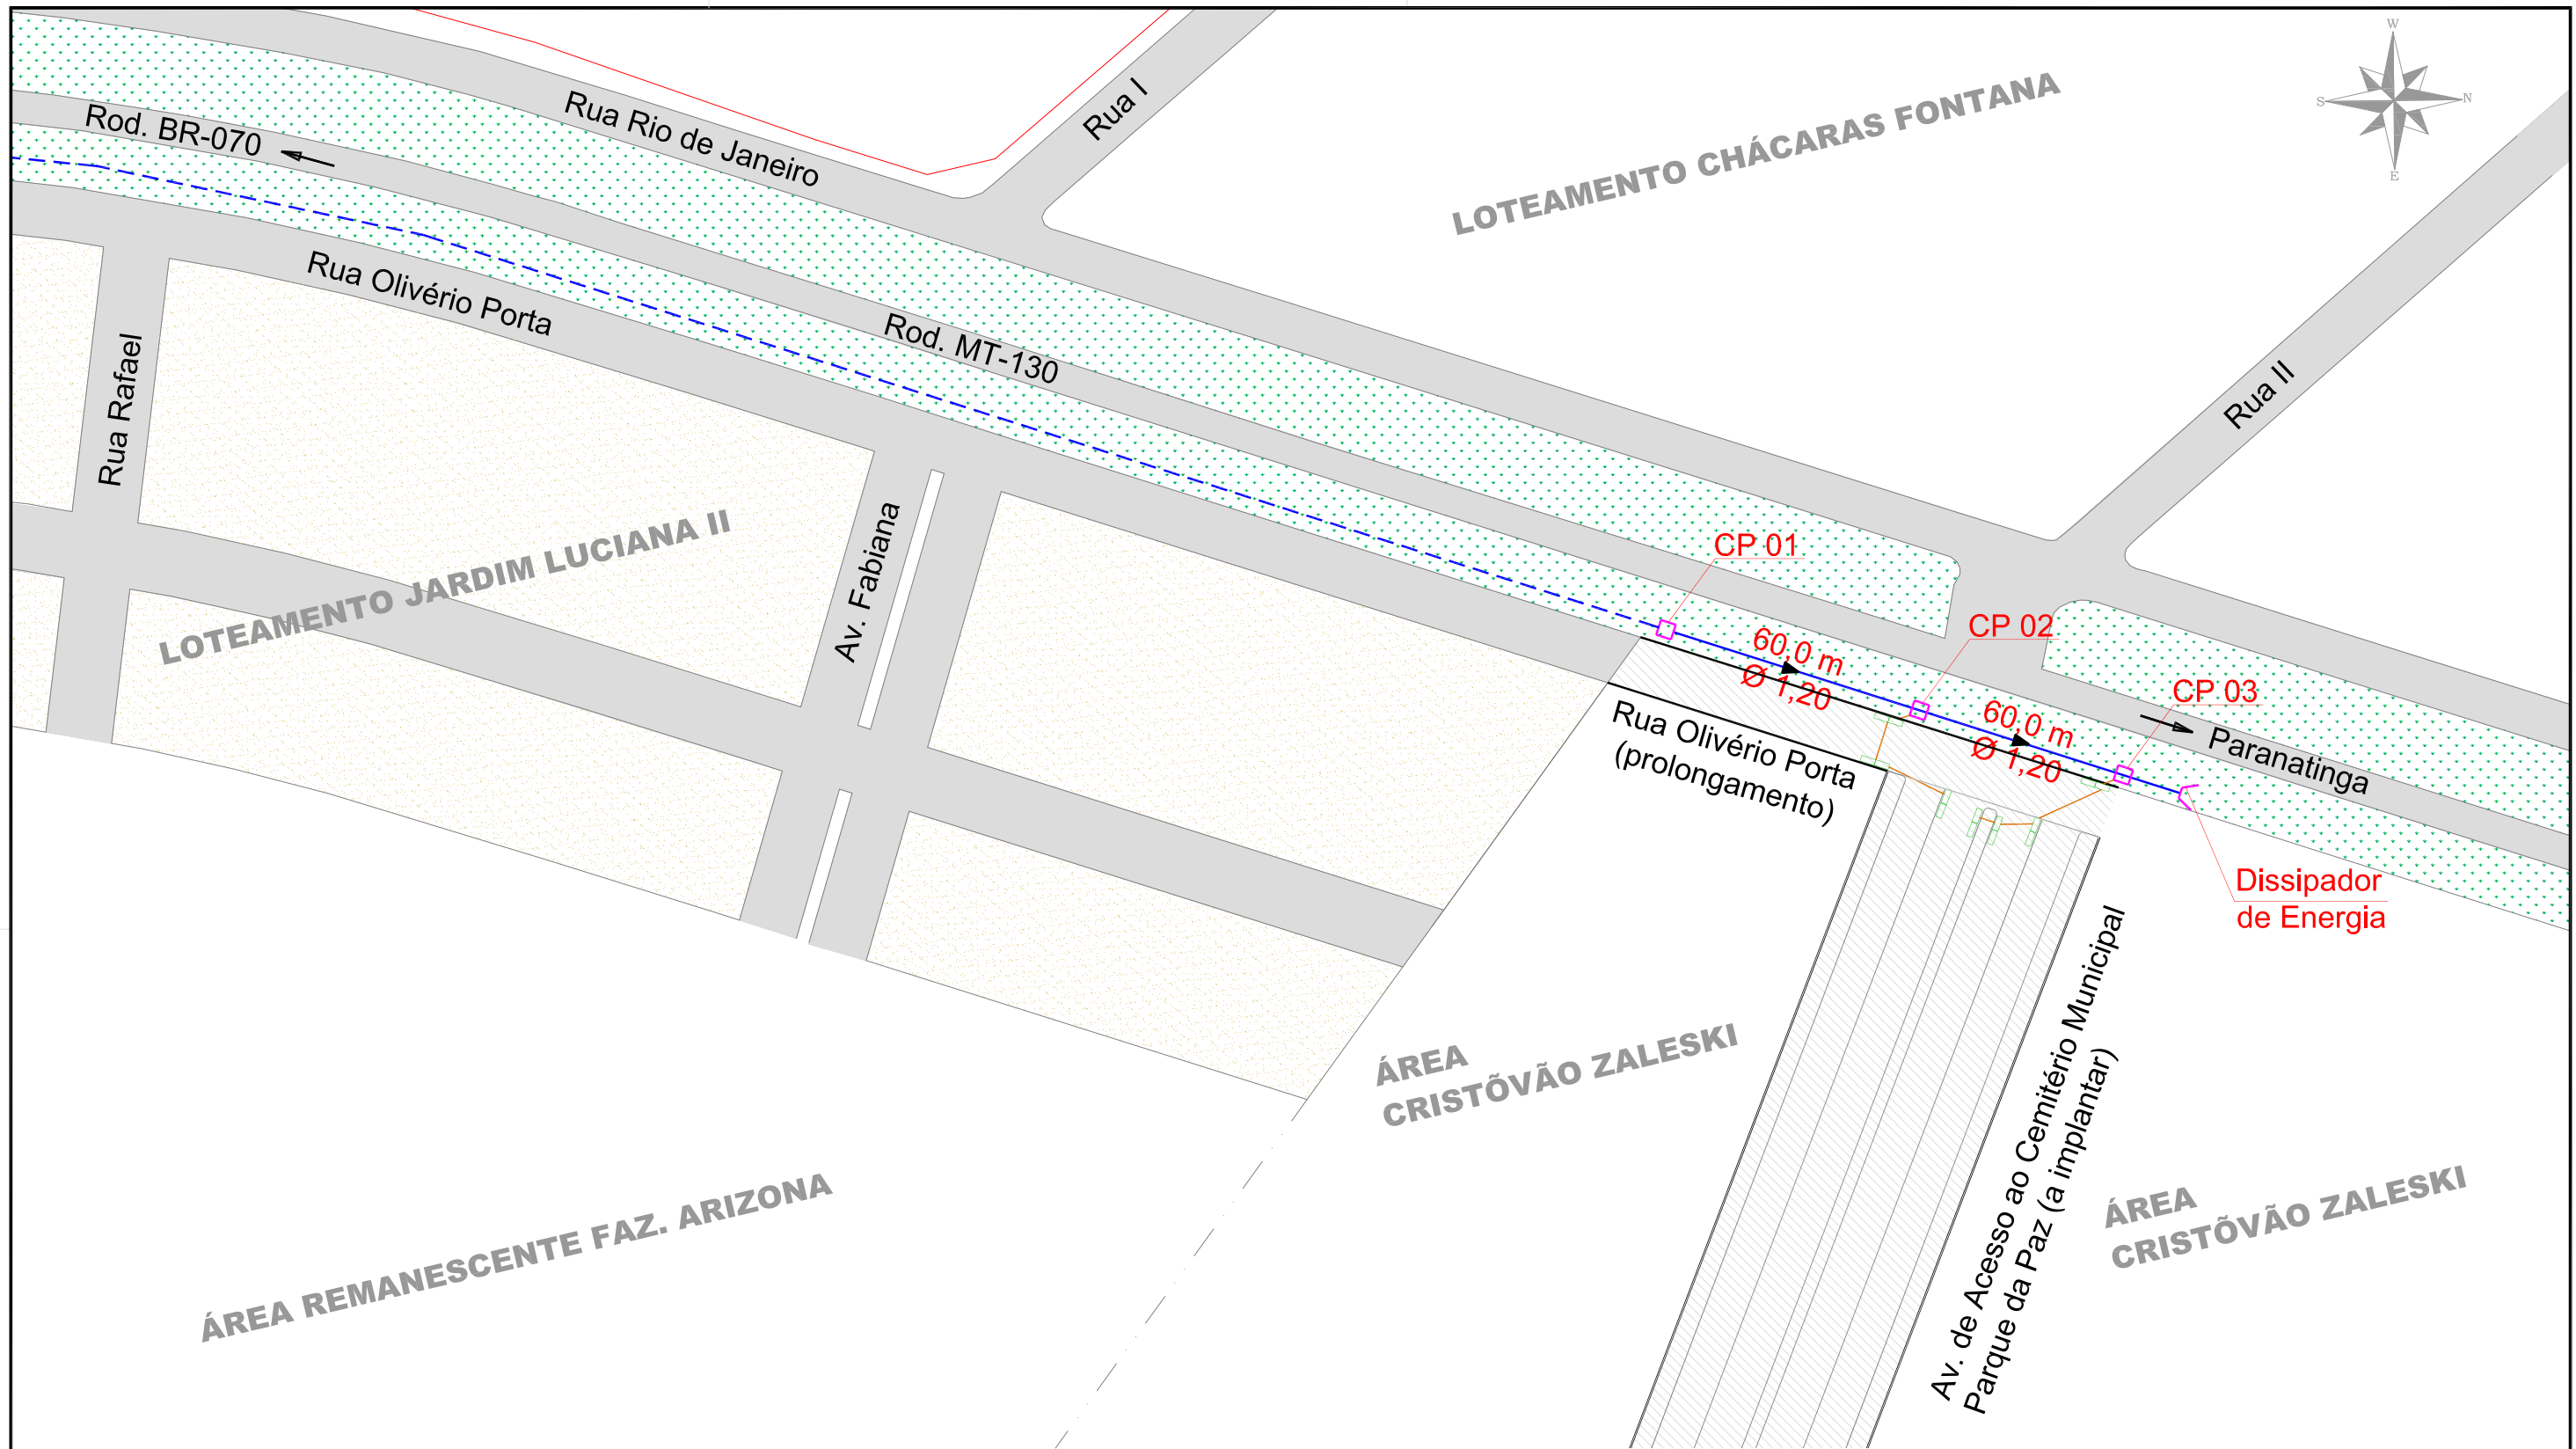 W
S
N
E
Rua I
LOTEAMENTO CHÁCARAS FONTANA
Rua Rio de Janeiro
Rod. BR-070
Rua Olivério Porta
Rod. MT-130
Rua II
Rua Rafael
LOTEAMENTO JARDIM LUCIANA II
Av. Fabiana
CP 01
CP 02
CP 03
60,0 m
Ø 1,20
60,0 m
Ø 1,20
Paranatinga
Rua Olivério Porta
(prolongamento)
Dissipador
de Energia
Av. de Acesso ao Cemitério Municipal
Parque da Paz (a implantar)
ÁREA
CRISTÕVÃO ZALESKI
ÁREA
CRISTÕVÃO ZALESKI
ÁREA REMANESCENTE FAZ. ARIZONA